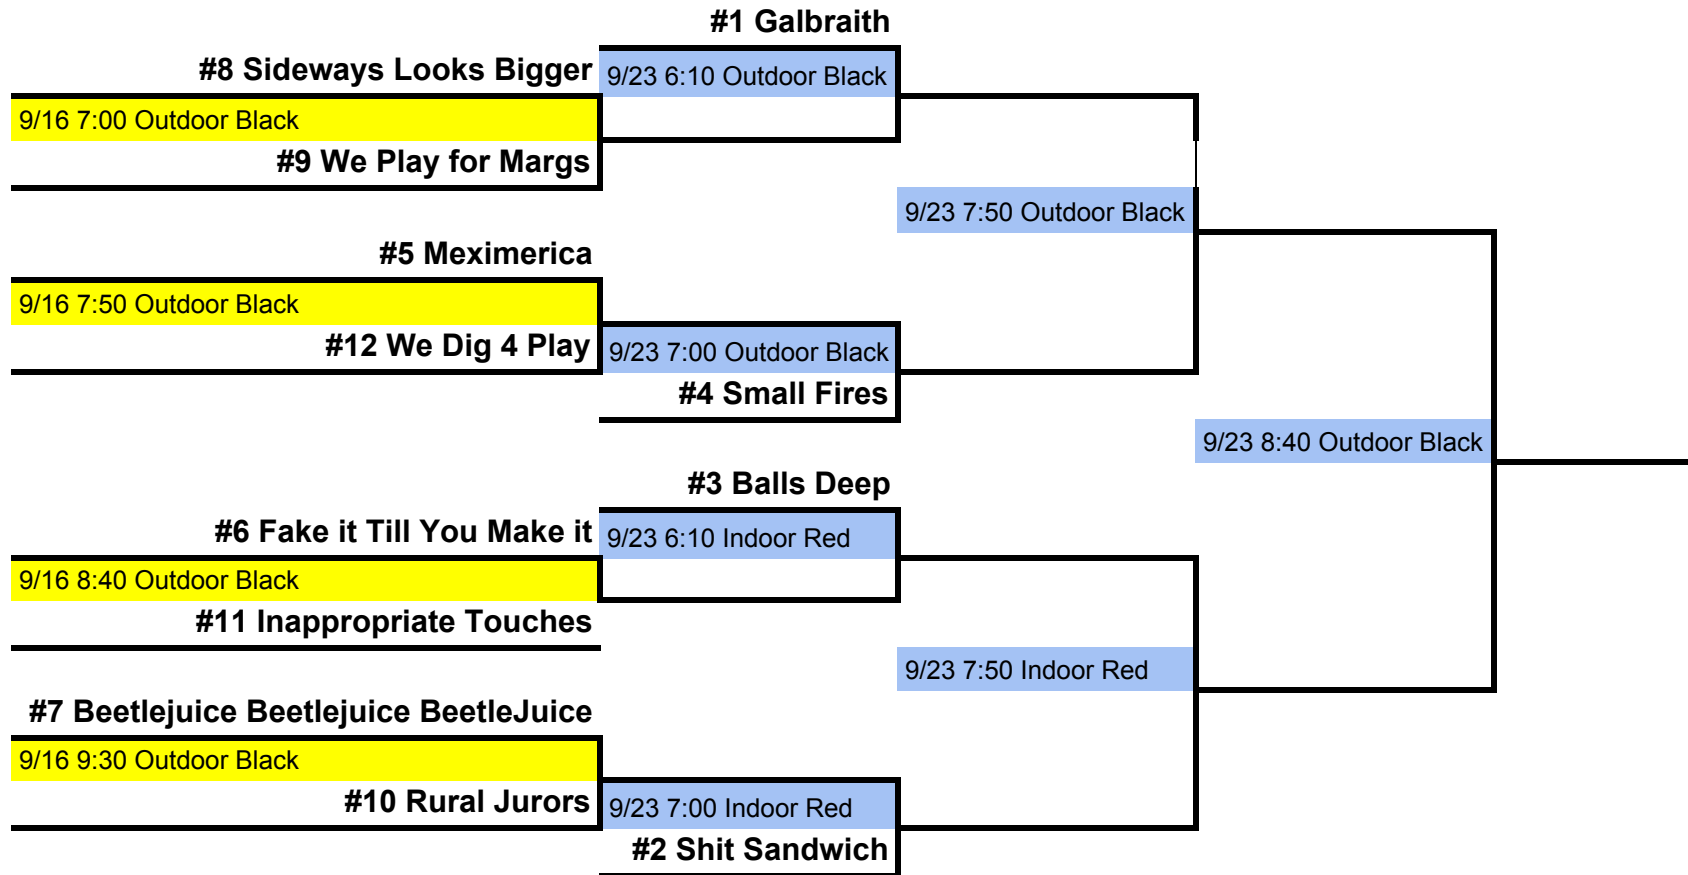 #1 Galbraith
#8 Sideways Looks Bigger
9/23 6:10 Outdoor Black
9/16 7:00 Outdoor Black
#9 We Play for Margs
9/23 7:50 Outdoor Black
#5 Meximerica
9/16 7:50 Outdoor Black
#12 We Dig 4 Play
9/23 7:00 Outdoor Black
#4 Small Fires
9/23 8:40 Outdoor Black
#3 Balls Deep
#6 Fake it Till You Make it
9/23 6:10 Indoor Red
9/16 8:40 Outdoor Black
#11 Inappropriate Touches
9/23 7:50 Indoor Red
#7 Beetlejuice Beetlejuice BeetleJuice
9/16 9:30 Outdoor Black
#10 Rural Jurors
9/23 7:00 Indoor Red
#2 Shit Sandwich